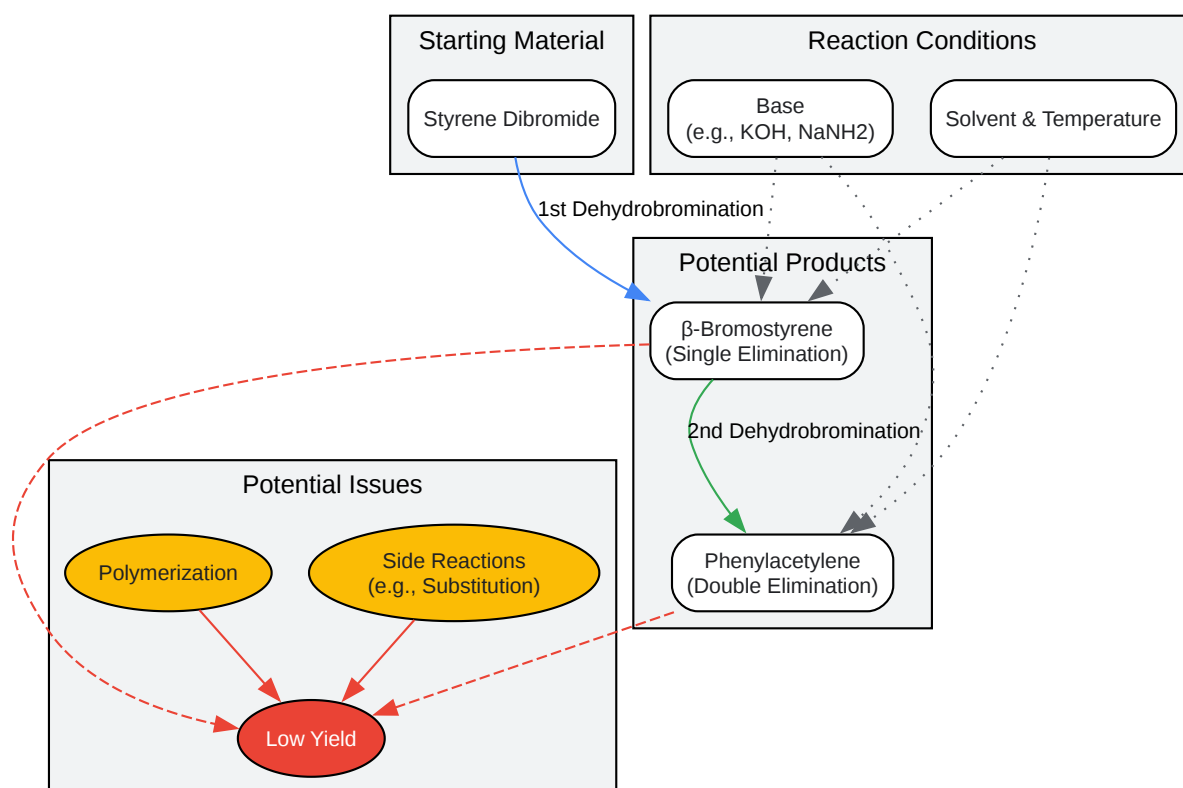 Starting Material
Reaction Conditions
Styrene Dibromide
Base
(e.g., KOH, NaNH2)
Solvent & Temperature
1st Dehydrobromination
Potential Products
β-Bromostyrene
(Single Elimination)
2nd Dehydrobromination
Potential Issues
Polymerization
Side Reactions
(e.g., Substitution)
Phenylacetylene
(Double Elimination)
Low Yield